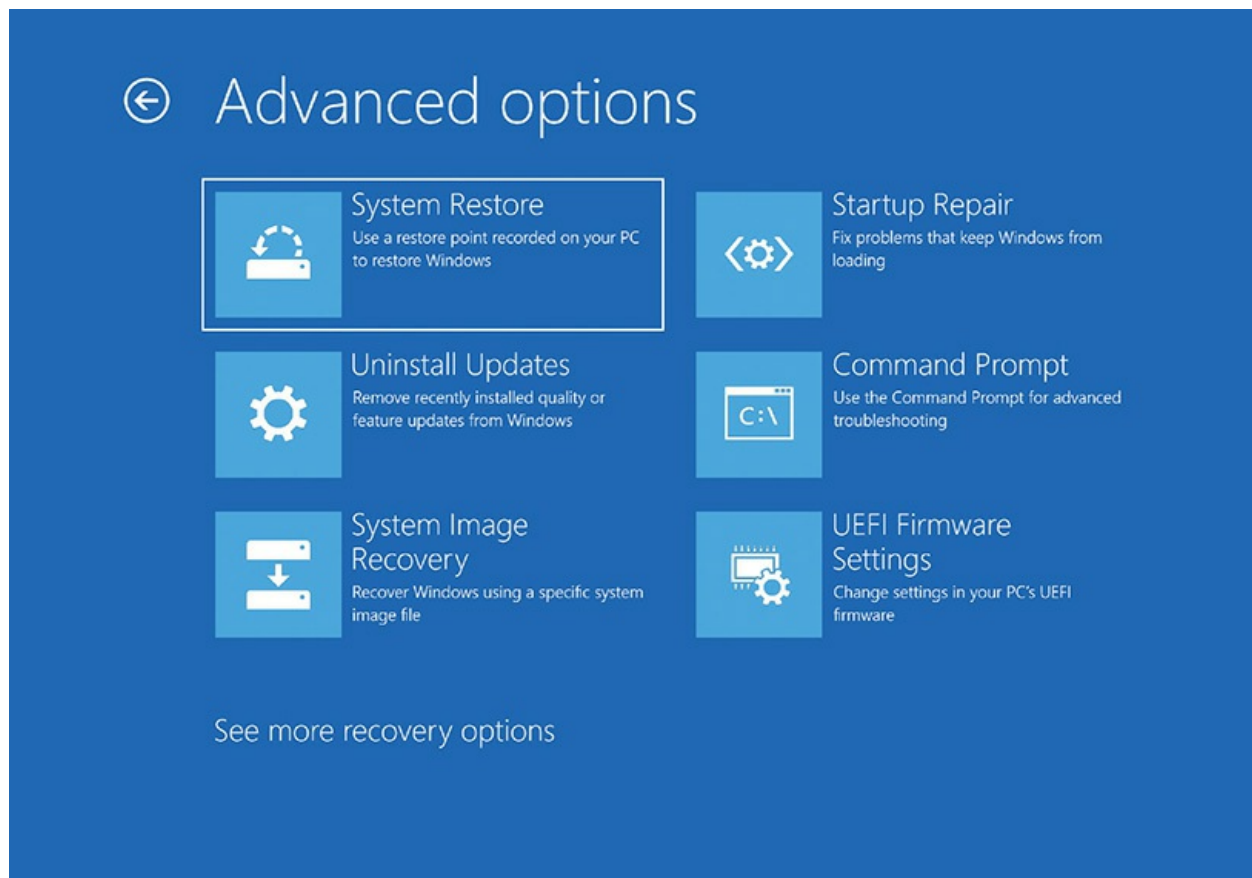 Advanced options
System Restore
Use a restore point recorded on your PC
to restore Windows
Startup Repair
Fix problems that keep Windows from
loading
Uninstall Updates
Remove recently installed quality or
feature updates from Windows
Command Prompt
C:\
Use the Command Prompt for advanced
troubleshooting
System Image
Recovery
Recover Windows using a specific system
image file
UEFI Firmware
Settings
Change settings in your PC's UEFI
firmware
See more recovery options